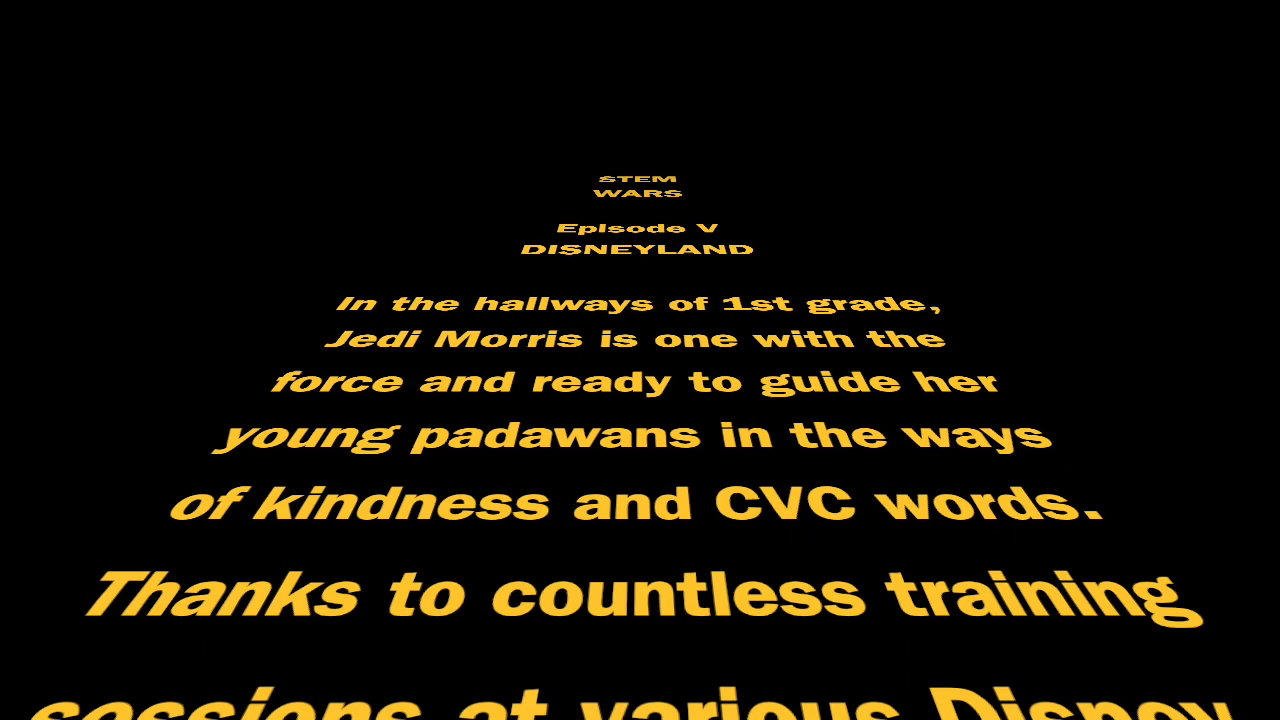 STEM
WARS
Episode V
DISNEYLAND
In the hallways of 1st grade,
Jedi Morris is one with the
force and ready to guide her
young padawans in the ways
of kindness and CVC words.
Thanks to countless training
sessions at various Disney